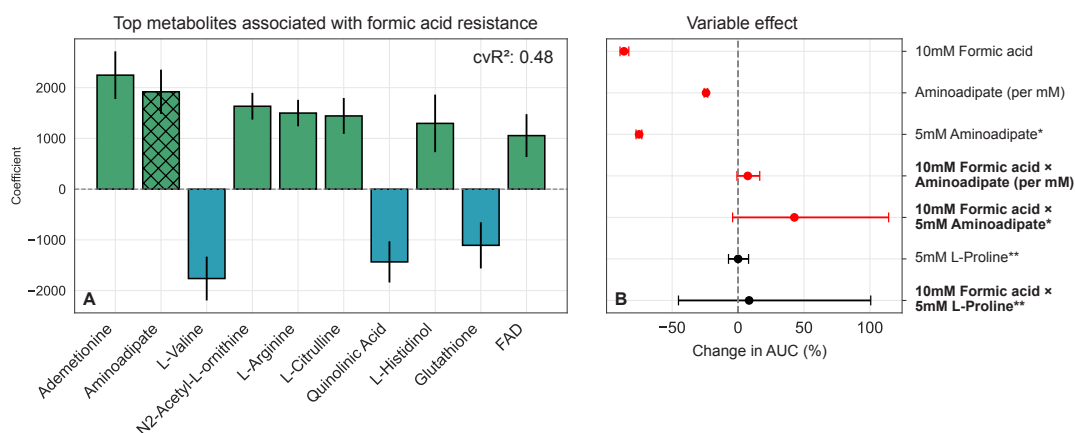 Top metabolites associated with formic acid resistance
cvR²: 0.48
Coefficient
2000
1000
0
−1000
−2000
A
Ademetionine
Aminoadipate
L-Valine
N2-Acetyl-L-ornithine
L-Arginine
L-Citrulline
Quinolinic Acid
L-Histidinol
Glutathione
FAD
Variable effect
10mM Formic acid
Aminoadipate (per mM)
5mM Aminoadipate*
10mM Formic acid ×
Aminoadipate (per mM)
10mM Formic acid ×
5mM Aminoadipate*
5mM L-Proline**
10mM Formic acid ×
5mM L-Proline**
B
−50
0
50
100
Change in AUC (%)